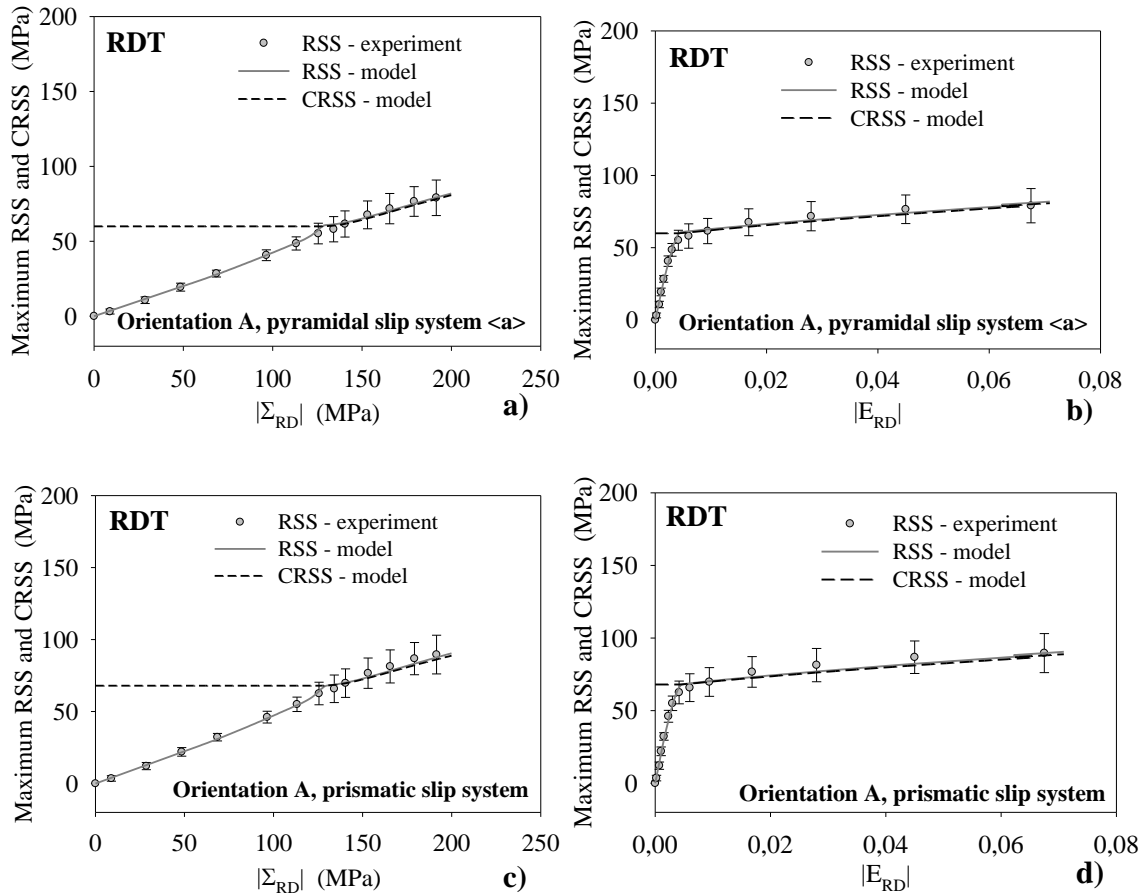 Maximum RSS and CRSS (MPa)
200
150
100
50
0
RDT
RSS - experiment
RSS - model
CRSS - model
Orientation A, pyramidal slip system <a>
0 50 100 150 200 250
|Σ_RD| (MPa)
a)
Maximum RSS and CRSS (MPa)
200
150
100
50
0
RDT
RSS - experiment
RSS - model
CRSS - model
Orientation A, pyramidal slip system <a>
0,00 0,02 0,04 0,06 0,08
|E_RD|
b)
Maximum RSS and CRSS (MPa)
200
150
100
50
0
RDT
RSS - experiment
RSS - model
CRSS - model
Orientation A, prismatic slip system
0 50 100 150 200 250
|Σ_RD| (MPa)
c)
Maximum RSS and CRSS (MPa)
200
150
100
50
0
RDT
RSS - experiment
RSS - model
CRSS - model
Orientation A, prismatic slip system
0,00 0,02 0,04 0,06 0,08
|E_RD|
d)